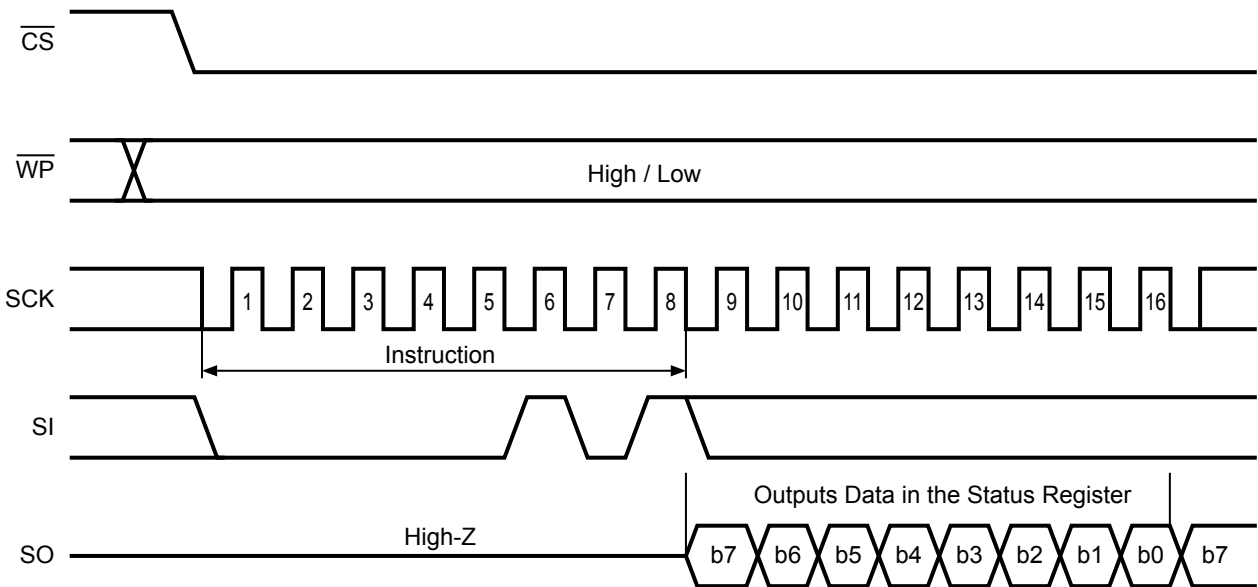 CS
WP
High / Low
SCK
1 2 3 4 5 6 7 8 9 10 11 12 13 14 15 16
Instruction
SI
Outputs Data in the Status Register
High-Z
SO
b7 b6 b5 b4 b3 b2 b1 b0 b7